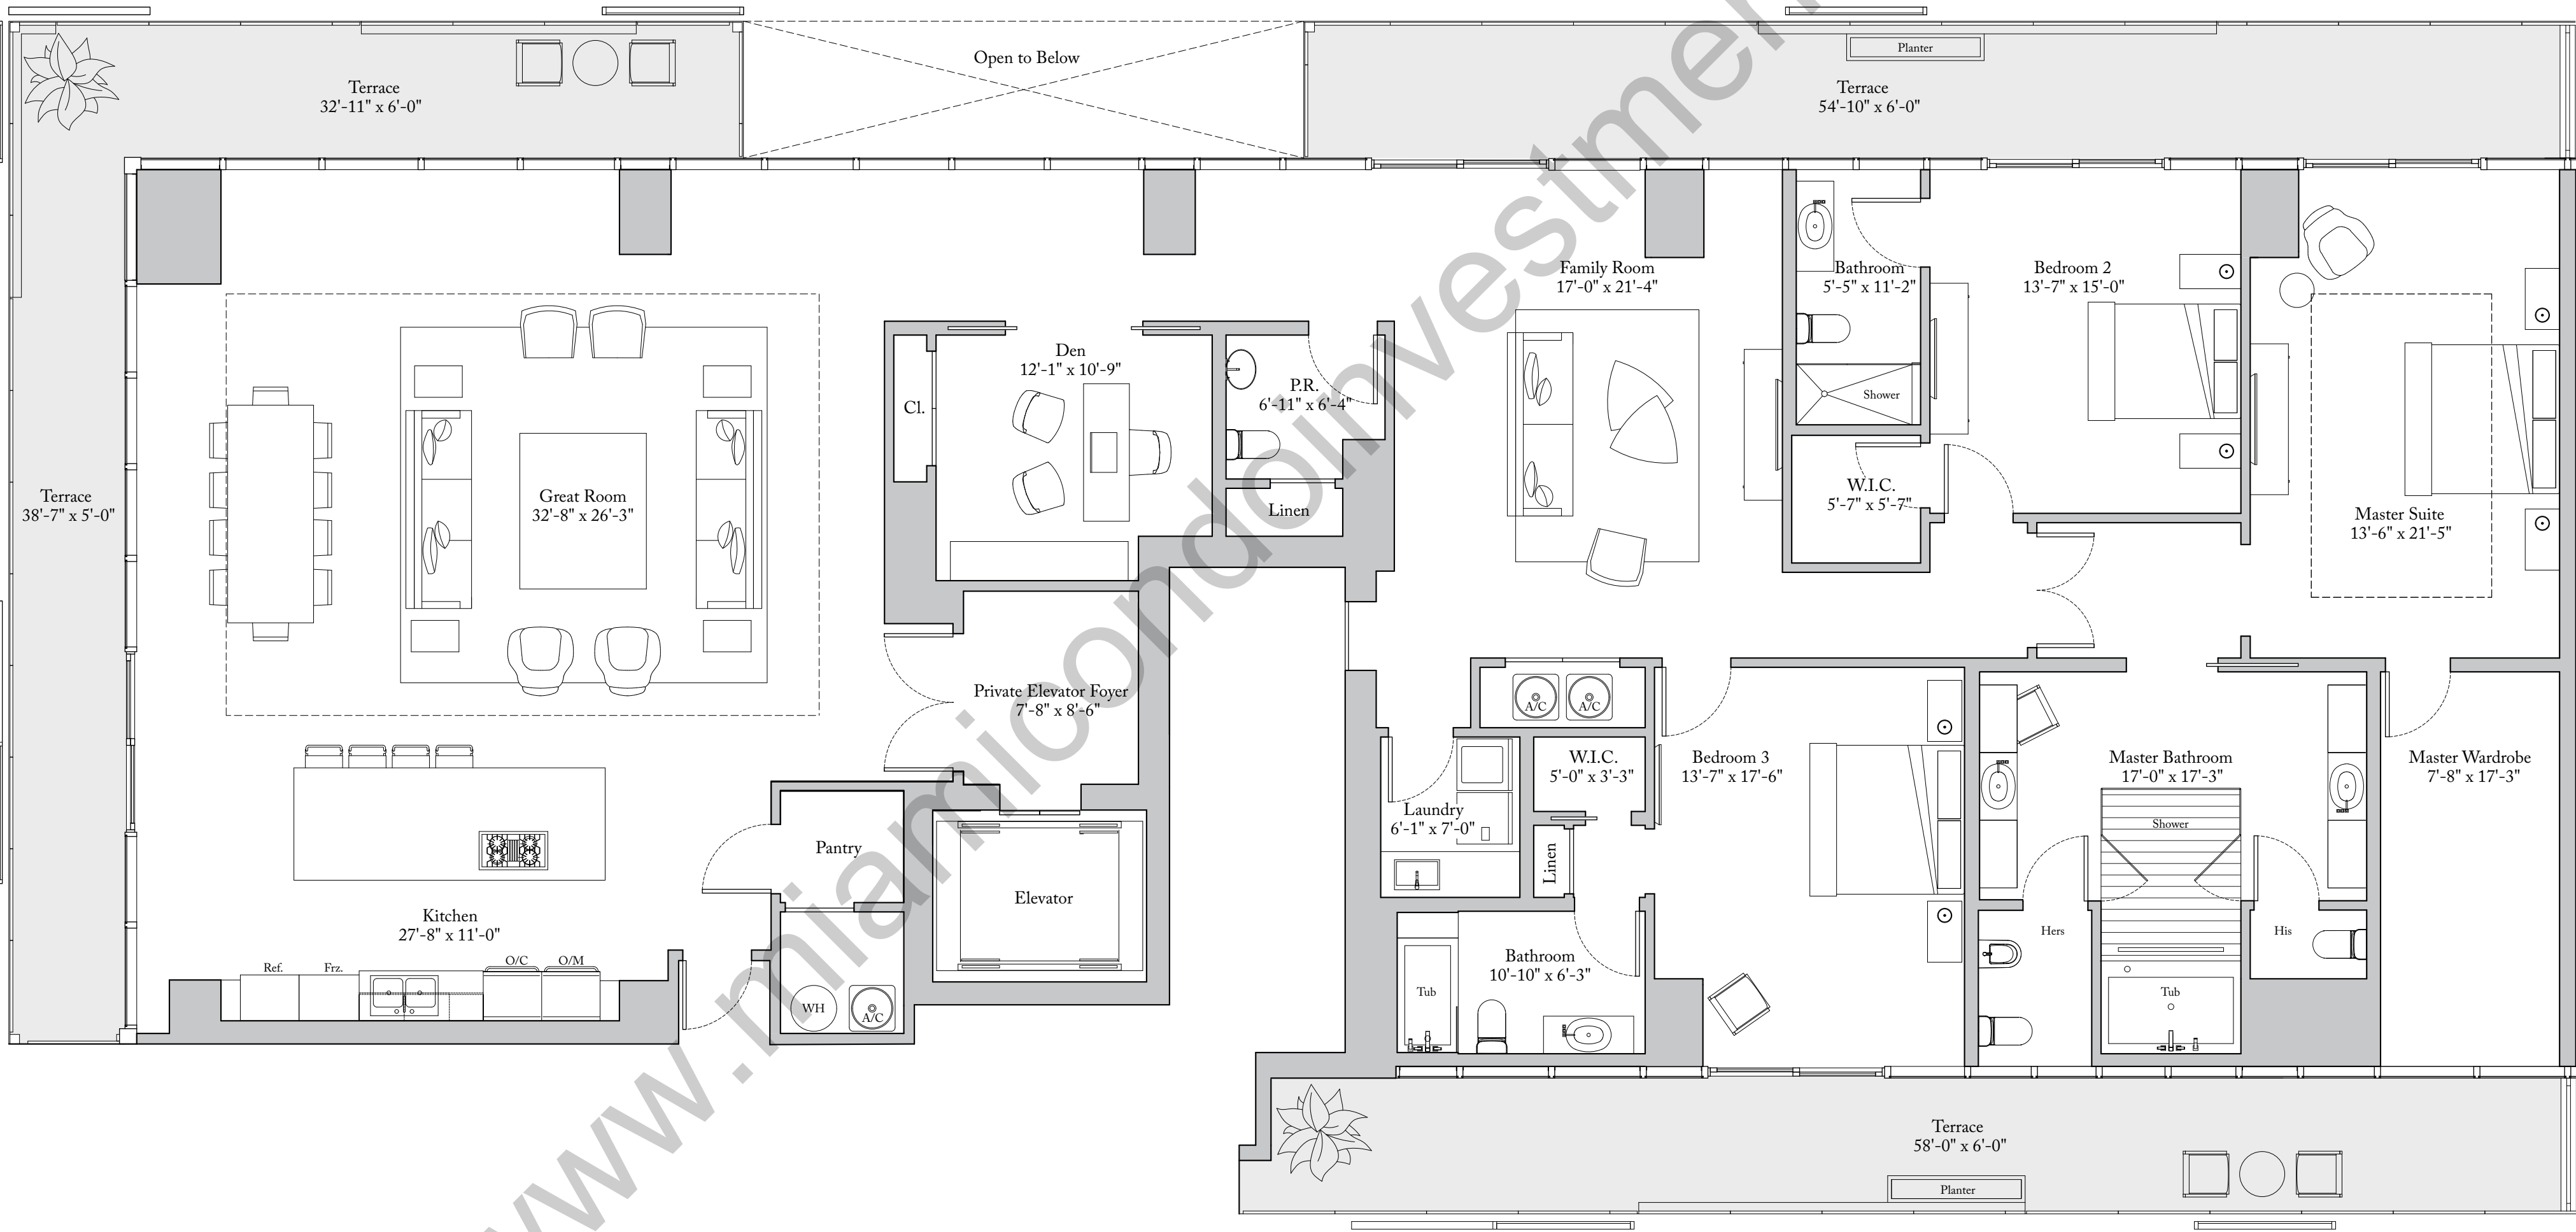 Open to Below
Planter
Terrace
32'-11" x 6'-0"
Terrace
54'-10" x 6'-0"
Family Room
17'-0" x 21'-4"
Bathroom
5'-5" x 11'-2"
Bedroom 2
13'-7" x 15'-0"
Den
12'-1" x 10'-9"
P.R.
6'-11" x 6'-4"
Cl.
Shower
Terrace
38'-7" x 5'-0"
Great Room
32'-8" x 26'-3"
Linen
W.I.C.
5'-7" x 5'-7"
Master Suite
13'-6" x 21'-5"
Private Elevator Foyer
7'-8" x 8'-6"
A/C
A/C
W.I.C.
5'-0" x 3'-3"
Bedroom 3
13'-7" x 17'-6"
Master Bathroom
17'-0" x 17'-3"
Master Wardrobe
7'-8" x 17'-3"
Laundry
6'-1" x 7'-0"
Shower
Pantry
Linen
Elevator
Kitchen
27'-8" x 11'-0"
Hers
His
Ref.
Frz.
O/C
O/M
Bathroom
10'-10" x 6'-3"
Tub
Tub
WH
A/C
Terrace
58'-0" x 6'-0"
Planter
www.miamicondoinvestmen